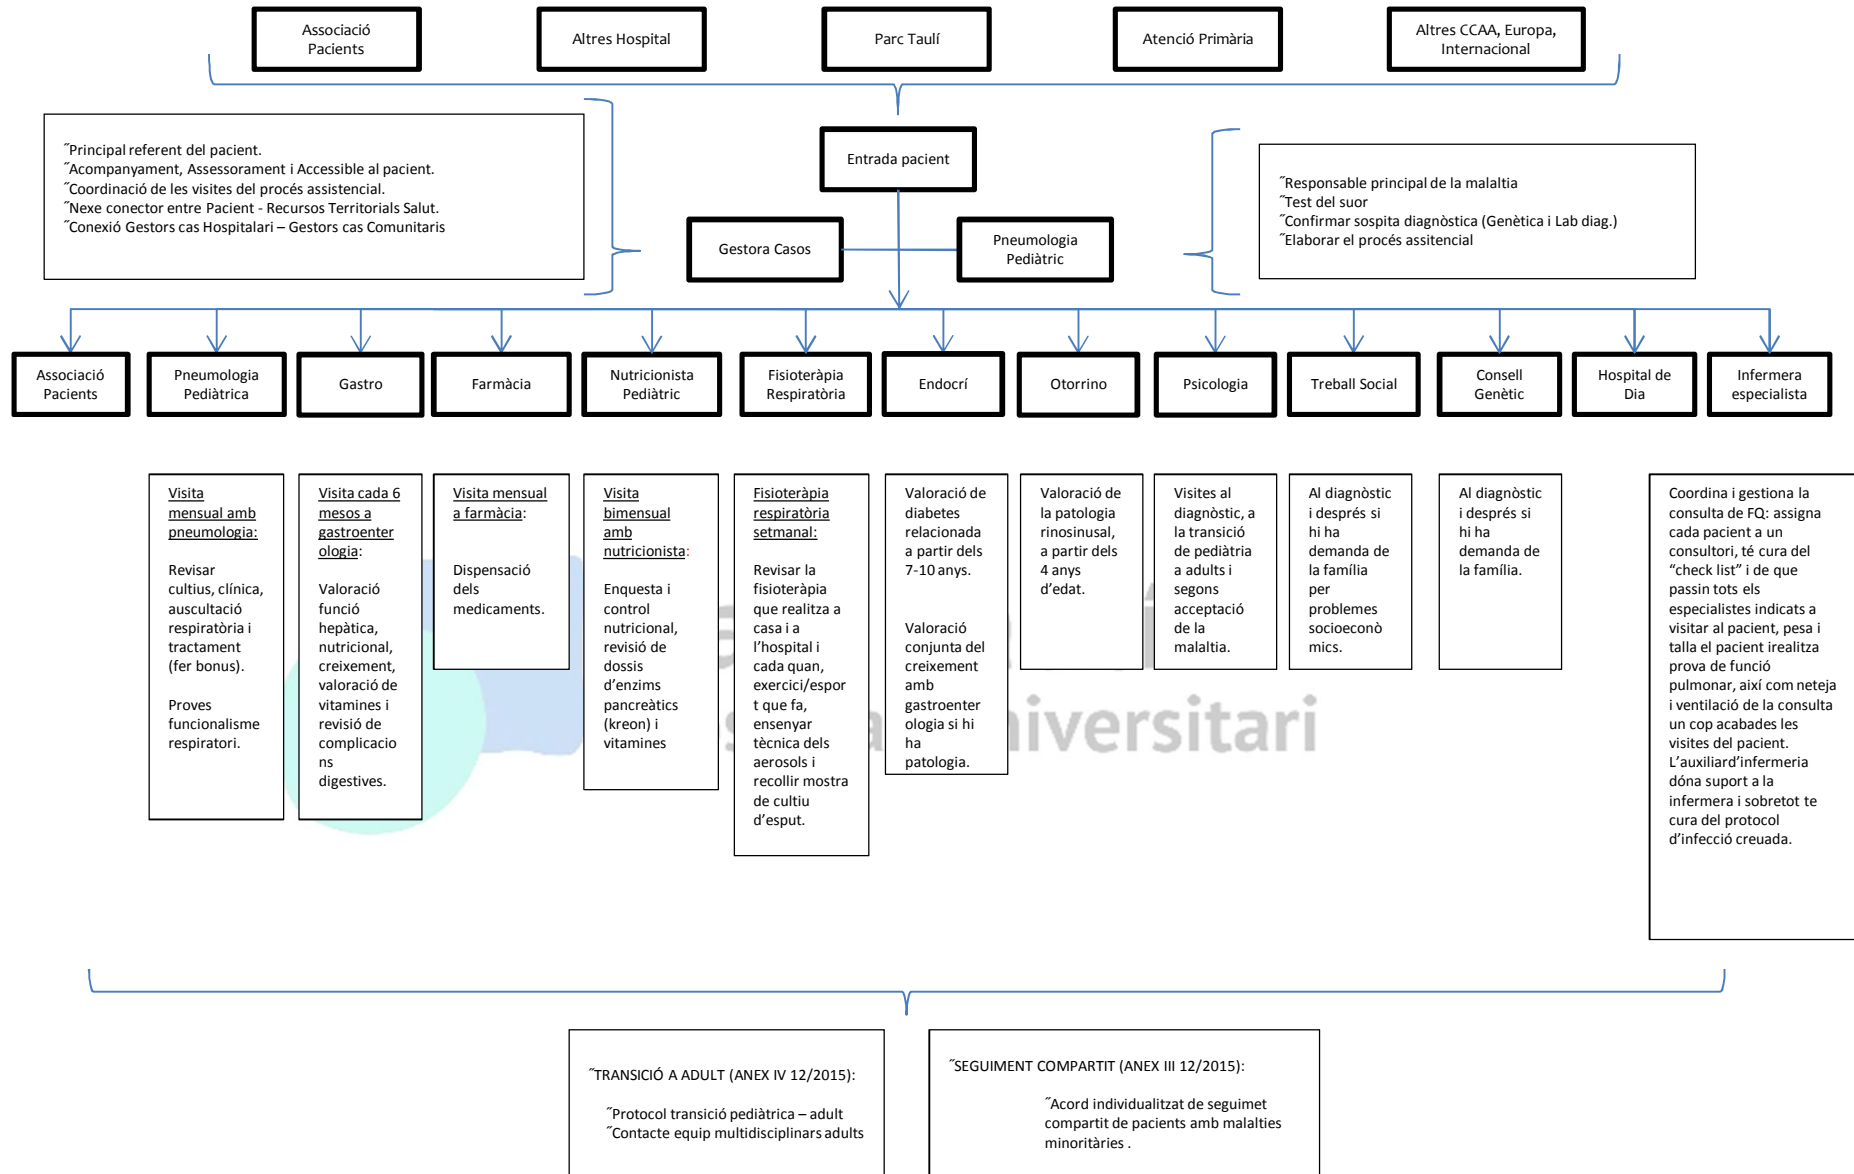 Associació
Pacients
Altres Hospital
Parc Taulí
Atenció Primària
Altres CCAA, Europa,
Internacional
˝Principal referent del pacient.
˝Acompanyament, Assessorament i Accessible al pacient.
˝Coordinació de les visites del procés assistencial.
˝Nexe conector entre Pacient - Recursos Territorials Salut.
˝Conexió Gestors cas Hospitalari – Gestors cas Comunitaris
Entrada pacient
˝Responsable principal de la malaltia
˝Test del suor
˝Confirmar sospita diagnòstica (Genètica i Lab diag.)
˝Elaborar el procés assitencial
Gestora Casos
Pneumologia
Pediàtric
Associació
Pacients
Pneumologia
Pediàtrica
Gastro
Farmàcia
Nutricionista
Pediàtric
Fisioteràpia
Respiratòria
Endocrí
Otorrino
Psicologia
Treball Social
Consell
Genètic
Hospital de
Dia
Infermera
especialista
Visita
mensual amb
pneumologia:
Revisar
cultius, clínica,
auscultació
respiratòria i
tractament
(fer bonus).
Proves
funcionalisme
respiratori.
Visita cada 6
mesos a
gastroenter
ologia:
Valoració
funció
hepàtica,
nutricional,
creixement,
valoració de
vitamines i
revisió de
complicacio
ns
digestives.
Visita mensual
a farmàcia:
Dispensació
dels
medicaments.
Visita
bimensual
amb
nutricionista:
Enquesta i
control
nutricional,
revisió de
dossis
d’enzims
pancreàtics
(kreon) i
vitamines
Fisioteràpia
respiratòria
setmanal:
Revisar la
fisioteràpia
que realitza a
casa i a
l’hospital i
cada quan,
exercici/espor
t que fa,
ensenyar
tècnica dels
aerosols i
recollir mostra
de cultiu
d’esput.
Valoració de
diabetes
relacionada
a partir dels
7-10 anys.
Valoració
conjunta del
creixement
amb
gastroenter
ologia si hi
ha
patologia.
Valoració de
la patologia
rinosinusal,
a partir dels
4 anys
d’edat.
Visites al
diagnòstic, a
la transició
de pediàtria
a adults i
segons
acceptació
de la
malaltia.
Al diagnòstic
i després si
hi ha
demanda de
la família
per
problemes
socioeconò
mics.
Al diagnòstic
i després si
hi ha
demanda de
la família.
Coordina i gestiona la
consulta de FQ: assigna
cada pacient a un
consultori, té cura del
“check list” i de que
passin tots els
especialistes indicats a
visitar al pacient, pesa i
talla el pacient irealitza
prova de funció
pulmonar, així com neteja
i ventilació de la consulta
un cop acabades les
visites del pacient.
L’auxiliard’infermeria
dóna suport a la
infermera i sobretot te
cura del protocol
d’infecció creuada.
niversitari
˝TRANSICIÓ A ADULT (ANEX IV 12/2015):
˝Protocol transició pediàtrica – adult
˝Contacte equip multidisciplinars adults
˝SEGUIMENT COMPARTIT (ANEX III 12/2015):
˝Acord individualitzat de seguimet
compartit de pacients amb malalties
minoritàries .